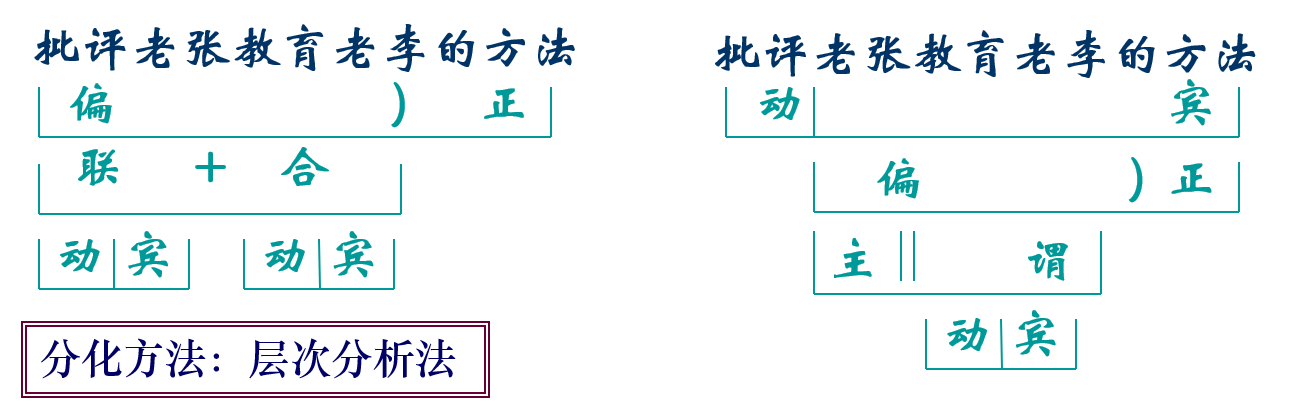 批评老张教育老李的方法
偏 ) 正
联 + 合
动 宾 动 宾
分化方法：层次分析法
批评老张教育老李的方法
动 宾
偏 ) 正
主 谓
动 宾